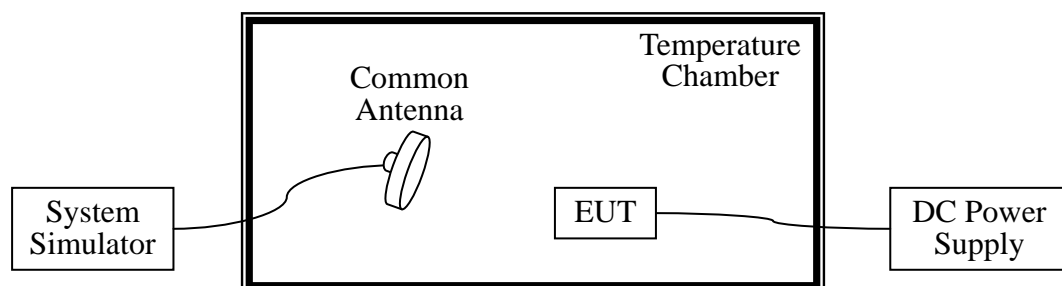 Temperature
Chamber
Common
Antenna
System
Simulator
EUT
DC Power
Supply